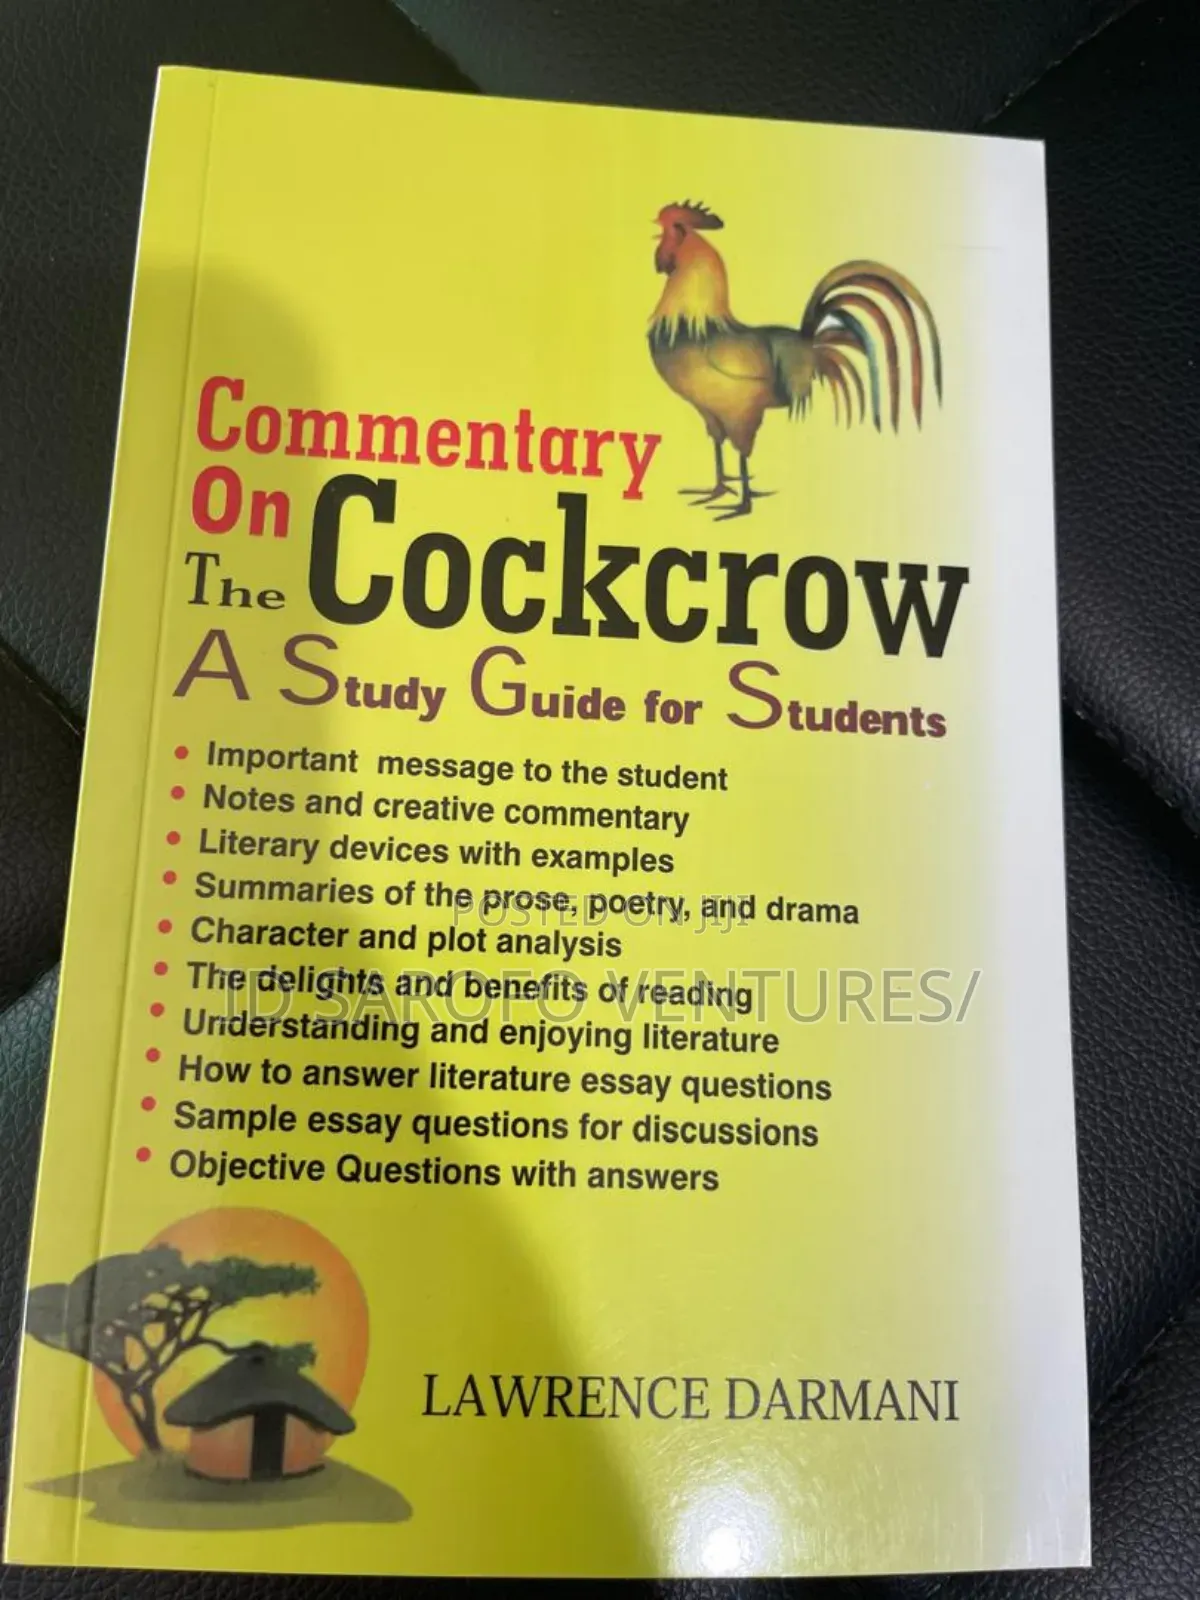 Commentary
On
The Cockcrow
A Study Guide for Students
• Important message to the student
• Notes and creative commentary
• Literary devices with examples
• Summaries of the prose, poetry, and drama
POSTED ON JIJI
• Character and plot analysis
• The delights and benefits of reading
ID SAROFO VENTURES/
• Understanding and enjoying literature
• How to answer literature essay questions
• Sample essay questions for discussions
• Objective Questions with answers
LAWRENCE DARMANI